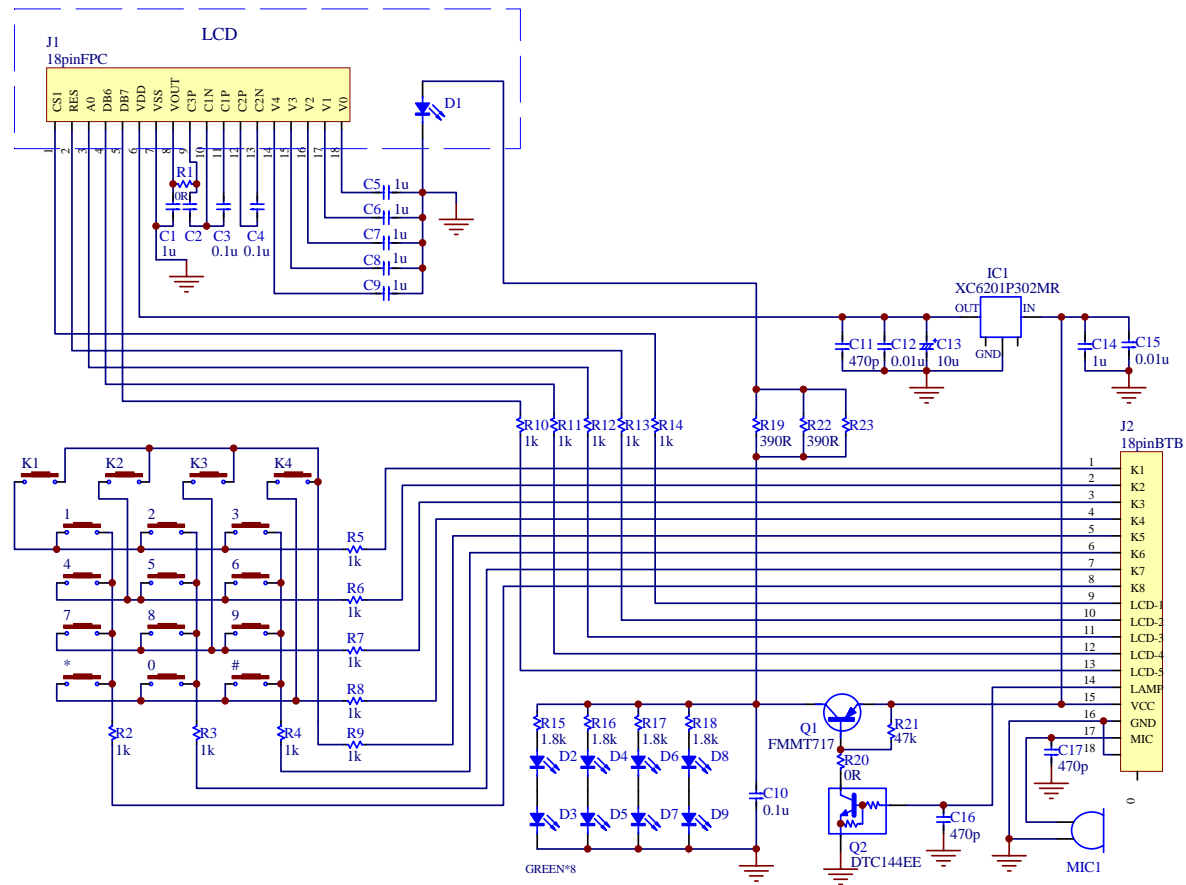 LCD
J1
18pinFPC
CS1 RES A0 DB6 DB7 VDD VSS VOUT C3P C1N C1P C2P C2N V4 V3 V2 V1 V0
1 2 3 4 5 6 7 8 9 10 11 12 13 14 15 16 17 18
D1
R1
0R
C1
1u
C2
C3
0.1u
C4
0.1u
C5 1u
C6 1u
C7 1u
C8 1u
C9 1u
IC1
XC6201P302MR
OUT IN
GND
C11
470p
C12
0.01u
C13
10u
+
C14
1u
C15
0.01u
R10
1k
R11
1k
R12
1k
R13
1k
R14
1k
R19
390R
R22
390R
R23
J2
18pinBTB
1 K1
2 K2
3 K3
4 K4
5 K5
6 K6
7 K7
8 K8
9 LCD-1
10 LCD-2
11 LCD-3
12 LCD-4
13 LCD-5
14 LAMP
15 VCC
16 GND
17 MIC
18
0
K1 K2 K3 K4
1 2 3
4 5 6
7 8 9
* 0 #
R5
1k
R6
1k
R7
1k
R8
1k
R9
1k
R2
1k
R3
1k
R4
1k
R15
1.8k
R16
1.8k
R17
1.8k
R18
1.8k
D2 D4 D6 D8
D3 D5 D7 D9
GREEN*8
C10
0.1u
Q1
FMMT717
R21
47k
R20
0R
Q2
DTC144EE
C16
470p
C17
470p
MIC1